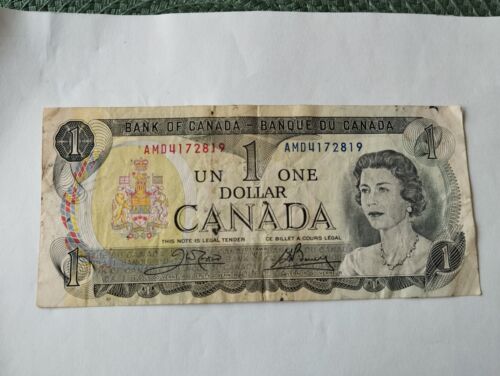 1
BANK OF CANADA – BANQUE DU CANADA
1
AMD4172819 AMD4172819
UN 1 ONE
DOLLAR
CANADA
THIS NOTE IS LEGAL TENDER CE BILLET A COURS LÉGAL
1
1